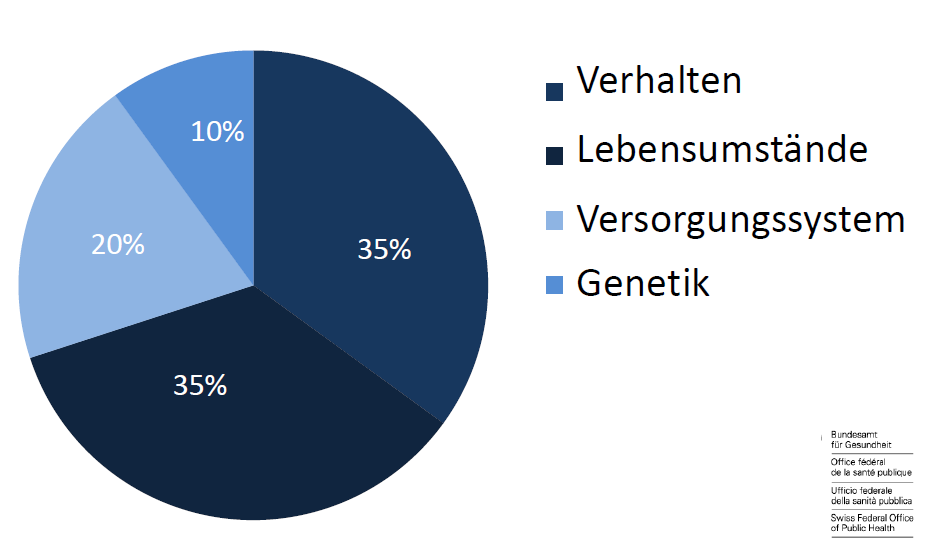 10%
35%
20%
35%
Verhalten
Lebensumstände
Versorgungssystem
Genetik
Bundesamt
für Gesundheit
Office fédéral
de la santé publique
Ufficio federale
della sanità pubblica
Swiss Federal Office
of Public Health